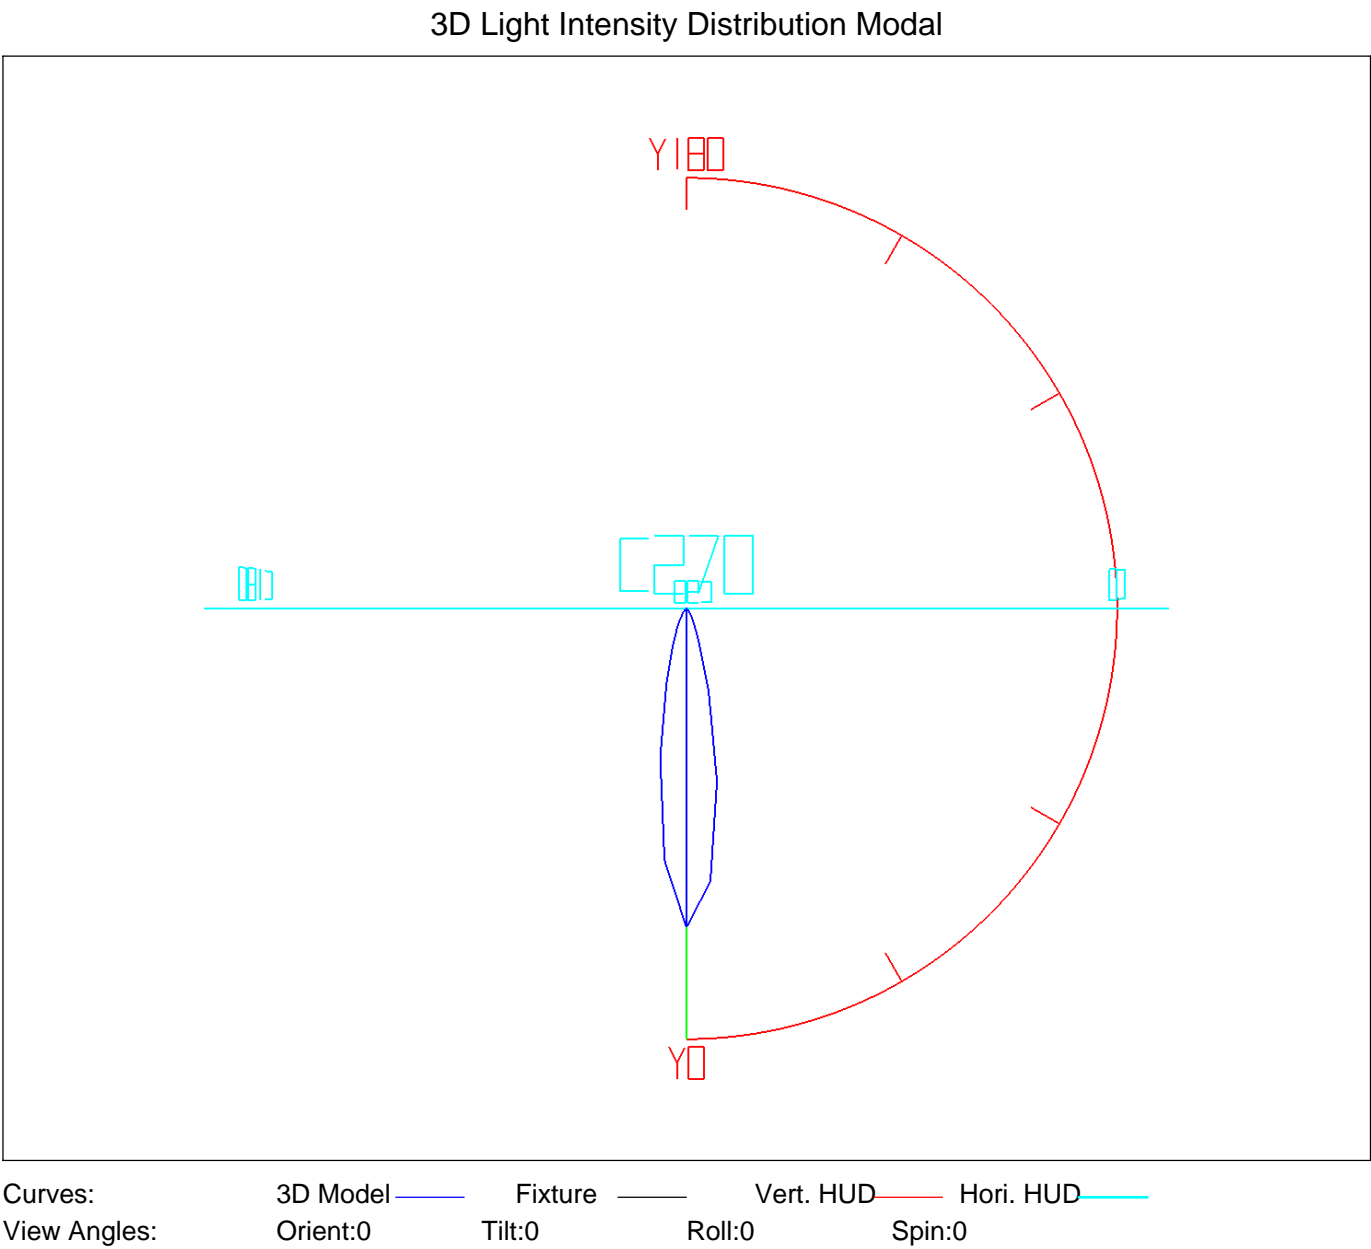 3D Light Intensity Distribution Modal
Y180
C270
Y0
Curves: 3D Model Fixture Vert. HUD Hori. HUD
View Angles: Orient:0 Tilt:0 Roll:0 Spin:0